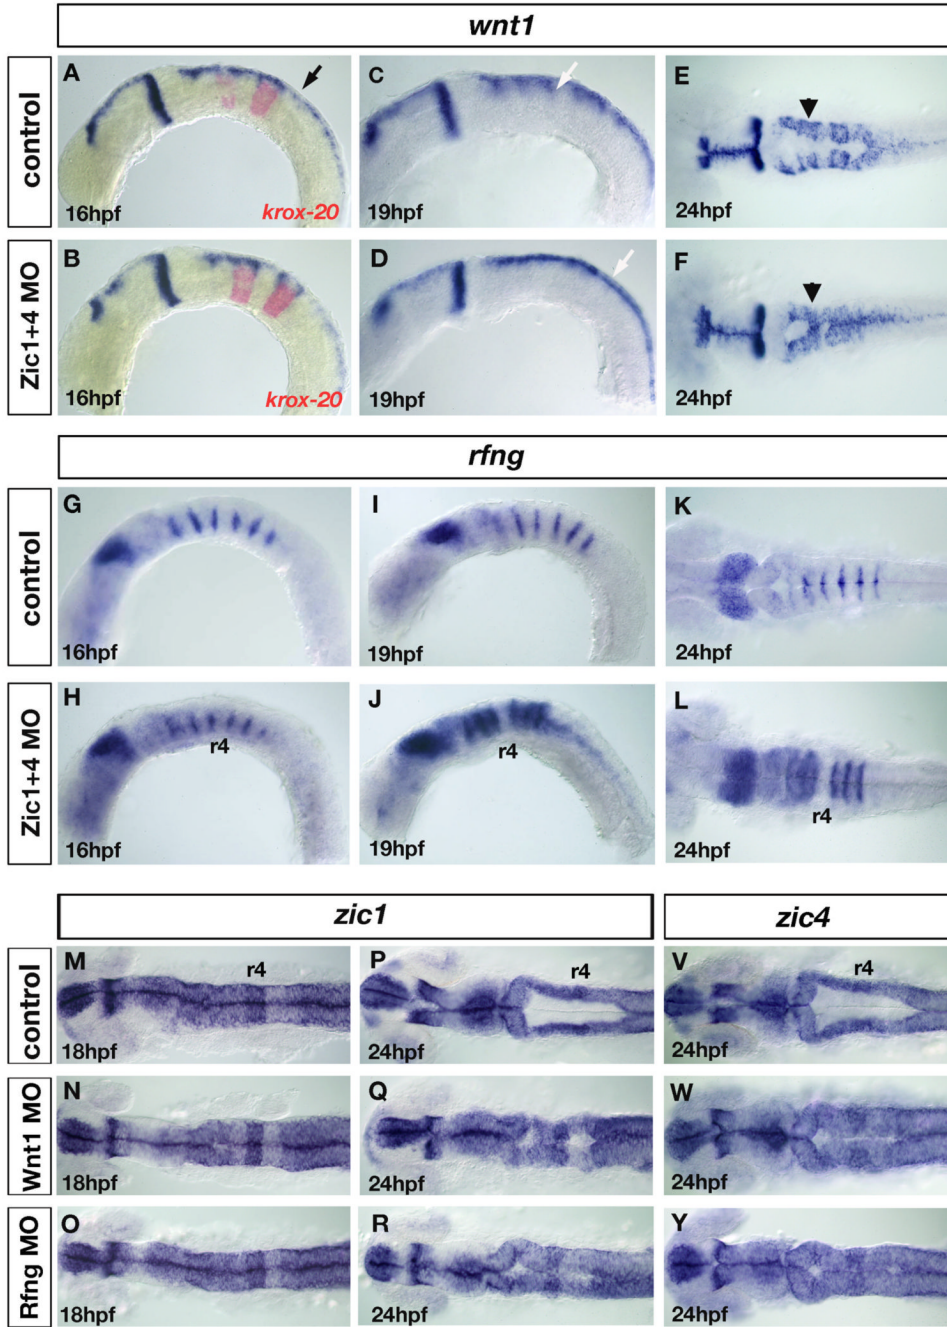 wnt1
control
A
16hpf
krox-20
C
19hpf
E
24hpf
Zic1+4 MO
B
16hpf
krox-20
D
19hpf
F
24hpf
rfng
control
G
16hpf
I
19hpf
K
24hpf
Zic1+4 MO
H
r4
16hpf
J
r4
19hpf
L
r4
24hpf
zic1
zic4
control
M
r4
18hpf
P
r4
24hpf
V
r4
24hpf
Wnt1 MO
N
18hpf
Q
24hpf
W
24hpf
Rfng MO
O
18hpf
R
24hpf
Y
24hpf